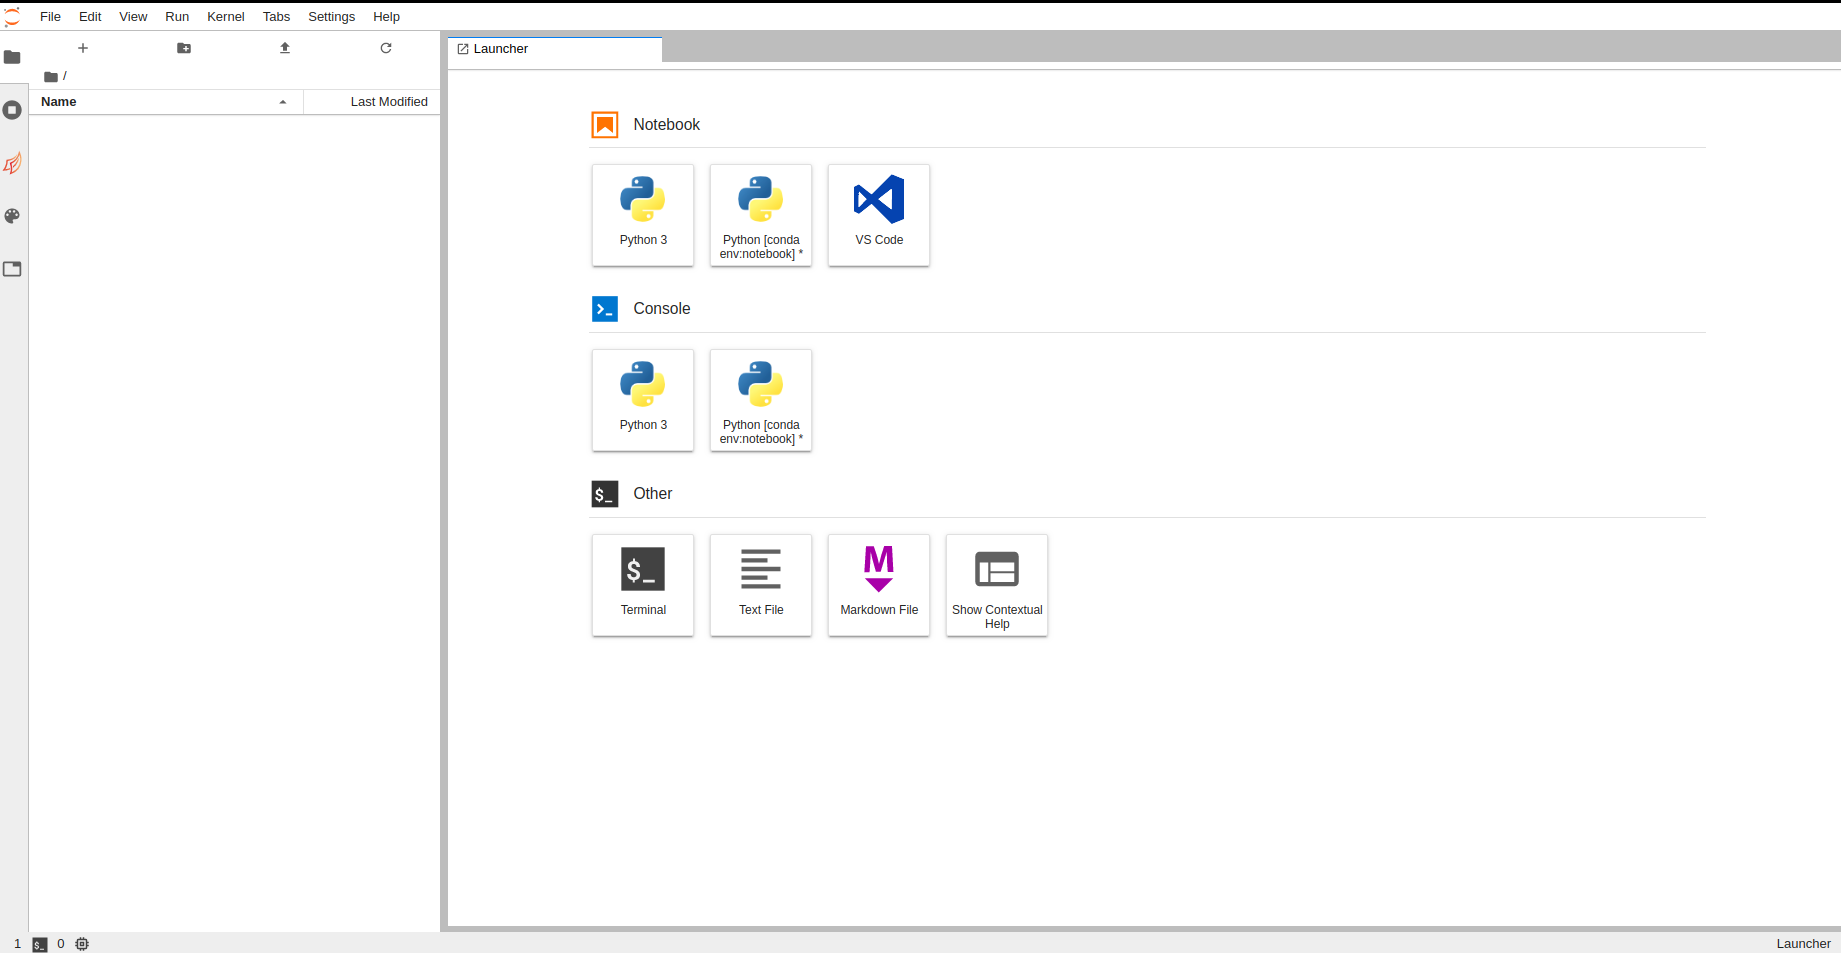 File Edit View Run Kernel Tabs Settings Help
Launcher
/
Name Last Modified
Notebook
Python 3
Python [conda
env:notebook] *
VS Code
Console
Python 3
Python [conda
env:notebook] *
Other
$_
Terminal
Text File
M
Markdown File
Show Contextual
Help
1 $_ 0 Launcher